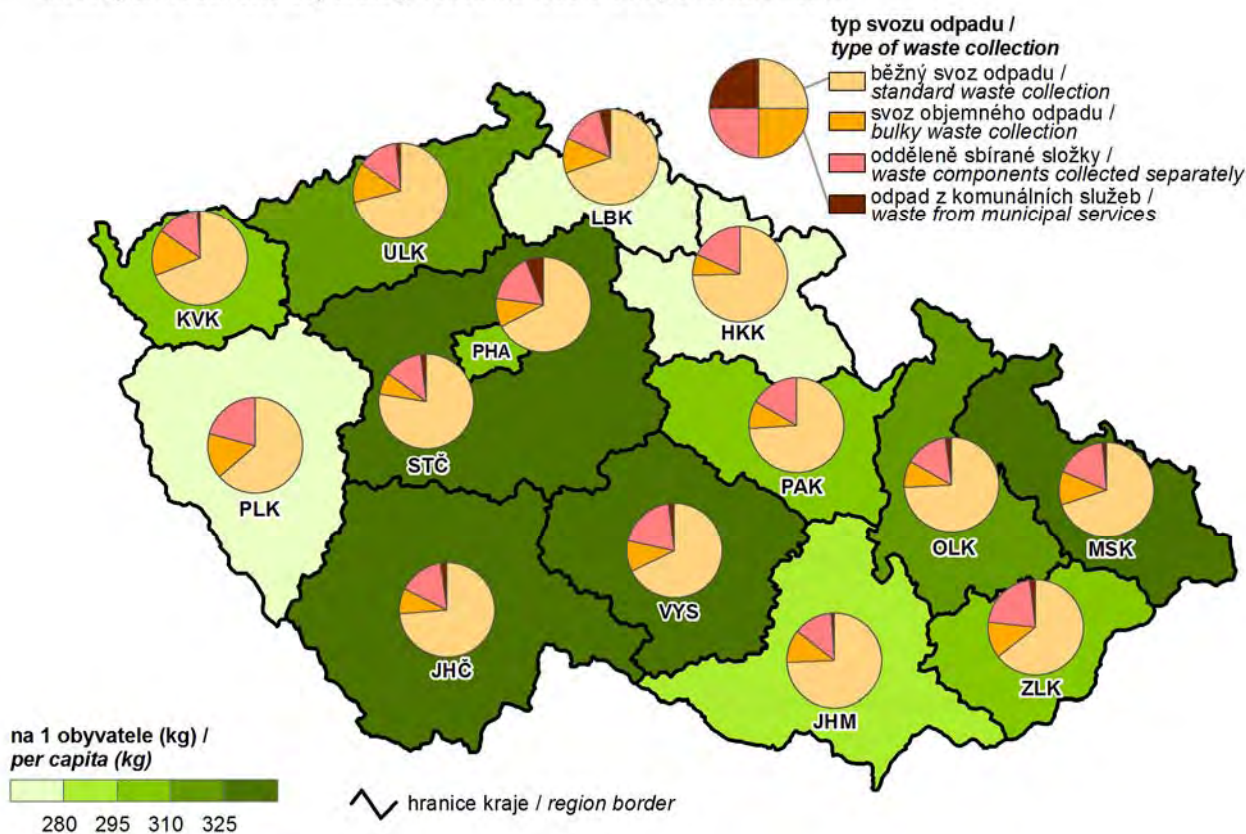 typ svozu odpadu /
type of waste collection
běžný svoz odpadu /
standard waste collection
svoz objemného odpadu /
bulky waste collection
odděleně sbírané složky /
waste components collected separately
odpad z komunálních služeb /
waste from municipal services
LBK
ULK
KVK
HKK
PHA
STČ
PLK
PAK
OLK
MSK
VYS
JHČ
ZLK
JHM
na 1 obyvatele (kg) /
per capita (kg)
280 295 310 325
hranice kraje / region border